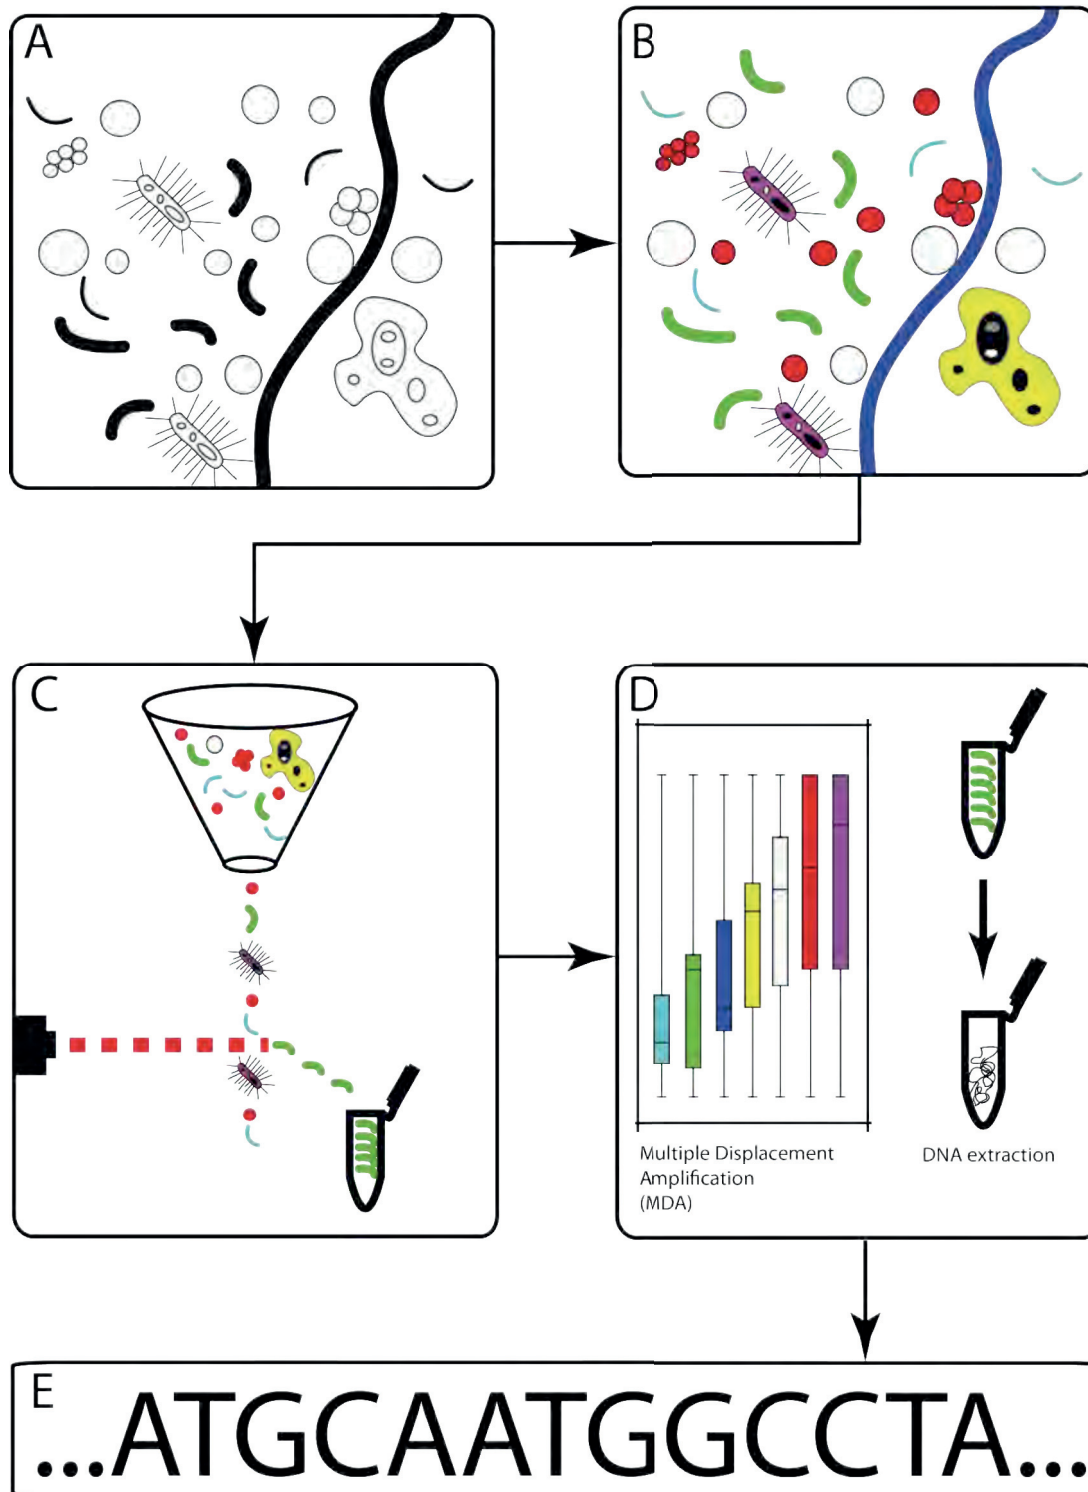 A
B
C
D
Multiple Displacement
Amplification
(MDA)
DNA extraction
E
...ATGCAATGGCCTA...